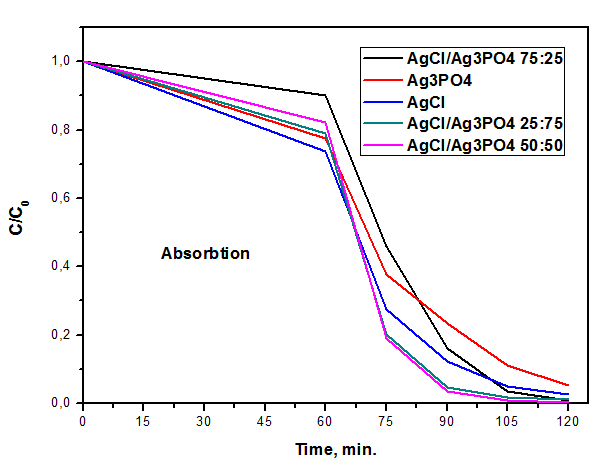 1,0
0,8
0,6
0,4
0,2
0,0
C/C0
AgCl/Ag3PO4 75:25
Ag3PO4
AgCl
AgCl/Ag3PO4 25:75
AgCl/Ag3PO4 50:50
Absorbtion
0 15 30 45 60 75 90 105 120
Time, min.